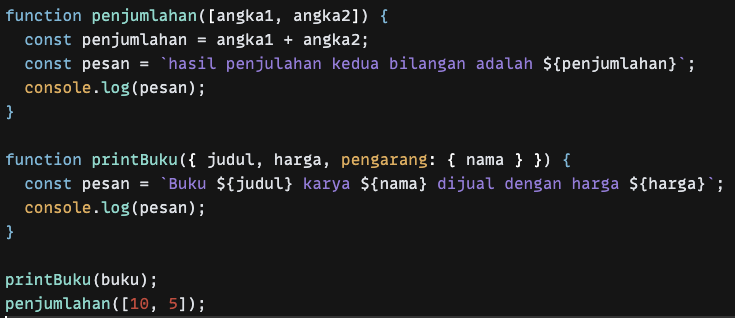 function penjumlahan([angka1, angka2]) {
  const penjumlahan = angka1 + angka2;
  const pesan = `hasil penjulahan kedua bilangan adalah ${penjumlahan}`;
  console.log(pesan);
}

function printBuku({ judul, harga, pengarang: { nama } }) {
  const pesan = `Buku ${judul} karya ${nama} dijual dengan harga ${harga}`;
  console.log(pesan);
}

printBuku(buku);
penjumlahan([10, 5]);